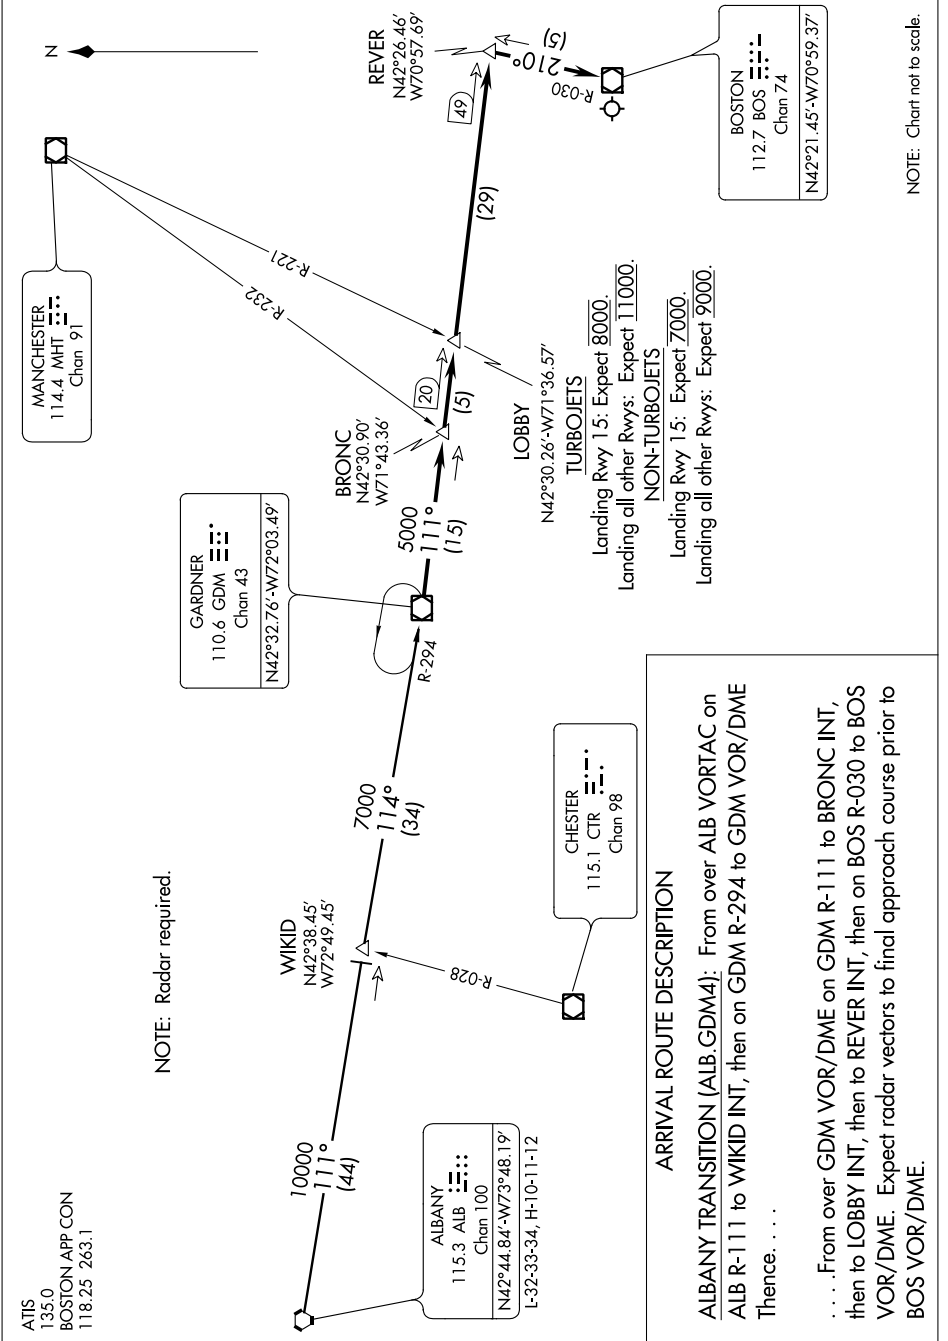 ATIS
135.0
BOSTON APP CON
118.25 263.1
NOTE: Radar required.
N
ALBANY
115.3 ALB
Chan 100
N42°44.84′-W73°48.19′
L-32-33-34, H-10-11-12
10000
111°
(44)
WIKID
N42°38.45′
W72°49.45′
R-028
CHESTER
115.1 CTR
Chan 98
7000
114°
(34)
R-294
GARDNER
110.6 GDM
Chan 43
N42°32.76′-W72°03.49′
5000
111°
(15)
MANCHESTER
114.4 MHT
Chan 91
R-232
R-221
BRONC
N42°30.90′
W71°43.36′
20
(5)
LOBBY
N42°30.26′-W71°36.57′
TURBOJETS
Landing Rwy 15: Expect 8000.
Landing all other Rwys: Expect 11000.
NON-TURBOJETS
Landing Rwy 15: Expect 7000.
Landing all other Rwys: Expect 9000.
(29)
49
REVER
N42°26.46′
W70°57.69′
210°
(5)
R-030
BOSTON
112.7 BOS
Chan 74
N42°21.45′-W70°59.37′
NOTE: Chart not to scale.
ARRIVAL ROUTE DESCRIPTION
ALBANY TRANSITION (ALB.GDM4): From over ALB VORTAC on
ALB R-111 to WIKID INT, then on GDM R-294 to GDM VOR/DME
Thence. . . .
. . . .From over GDM VOR/DME on GDM R-111 to BRONC INT,
then to LOBBY INT, then to REVER INT, then on BOS R-030 to BOS
VOR/DME. Expect radar vectors to final approach course prior to
BOS VOR/DME.